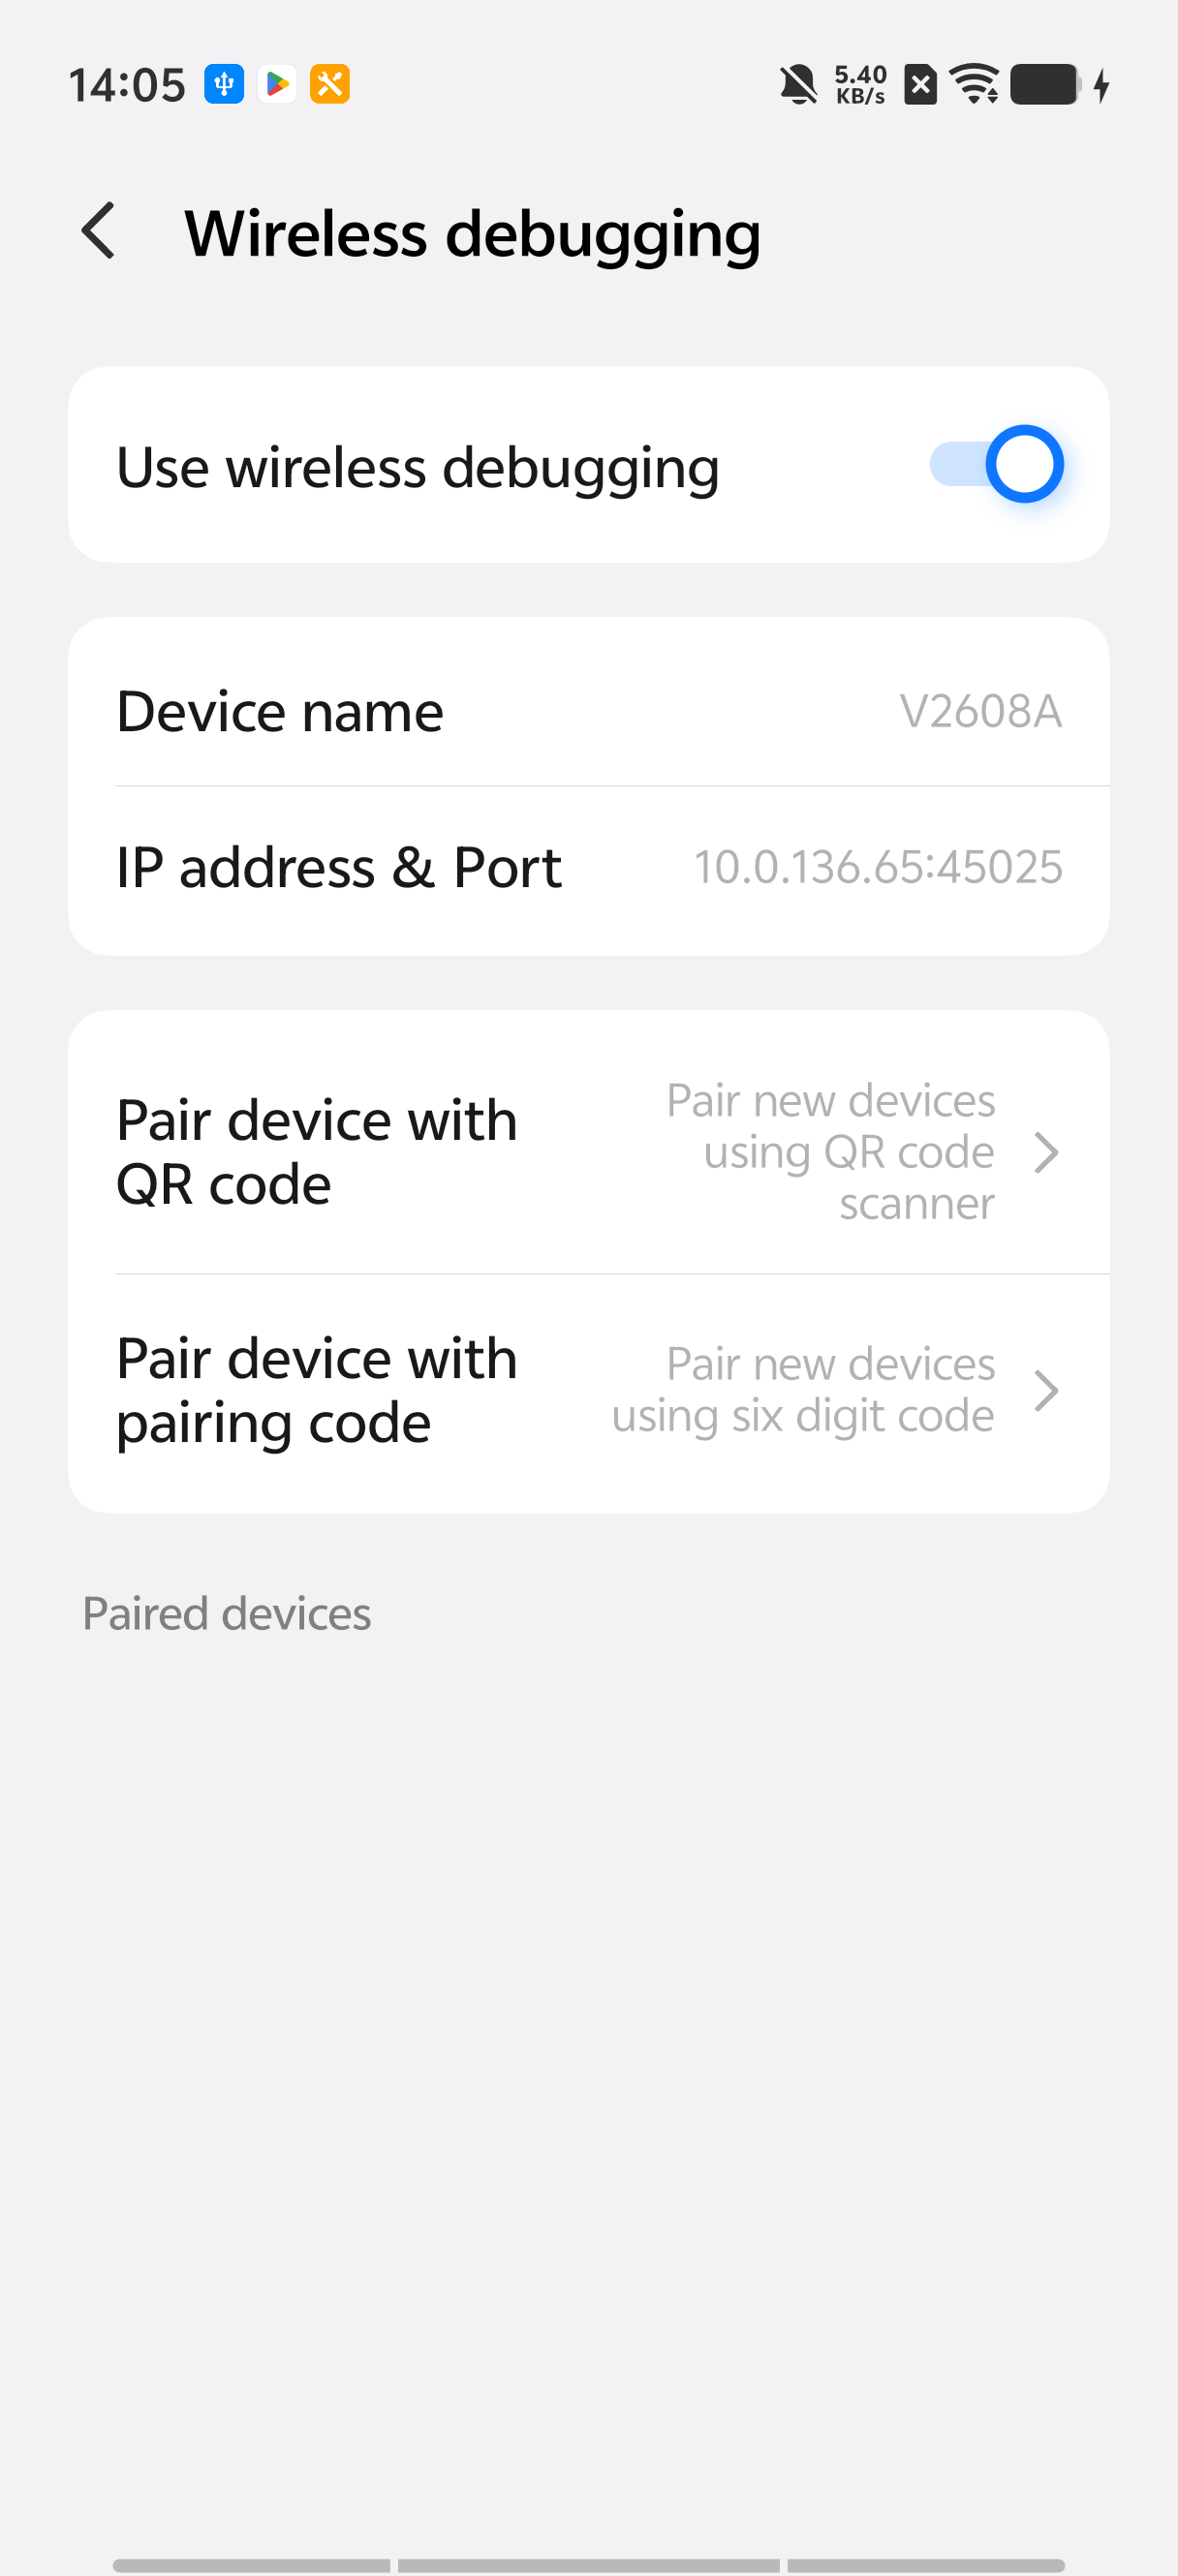 14:05
5.40
KB/s
Wireless debugging
Use wireless debugging
Device name
V2608A
IP address & Port
10.0.136.65:45025
Pair device with
QR code
Pair new devices
using QR code
scanner
Pair device with
pairing code
Pair new devices
using six digit code
Paired devices